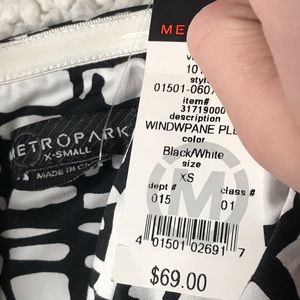 METROPARK
X-SMALL
MADE IN
ME
style
01501-0607
item#
31719000
description
WINDWPANE PLE
color
Black/White
size
XS
dept # class #
015 01
4 01501 02691 7
$69.00